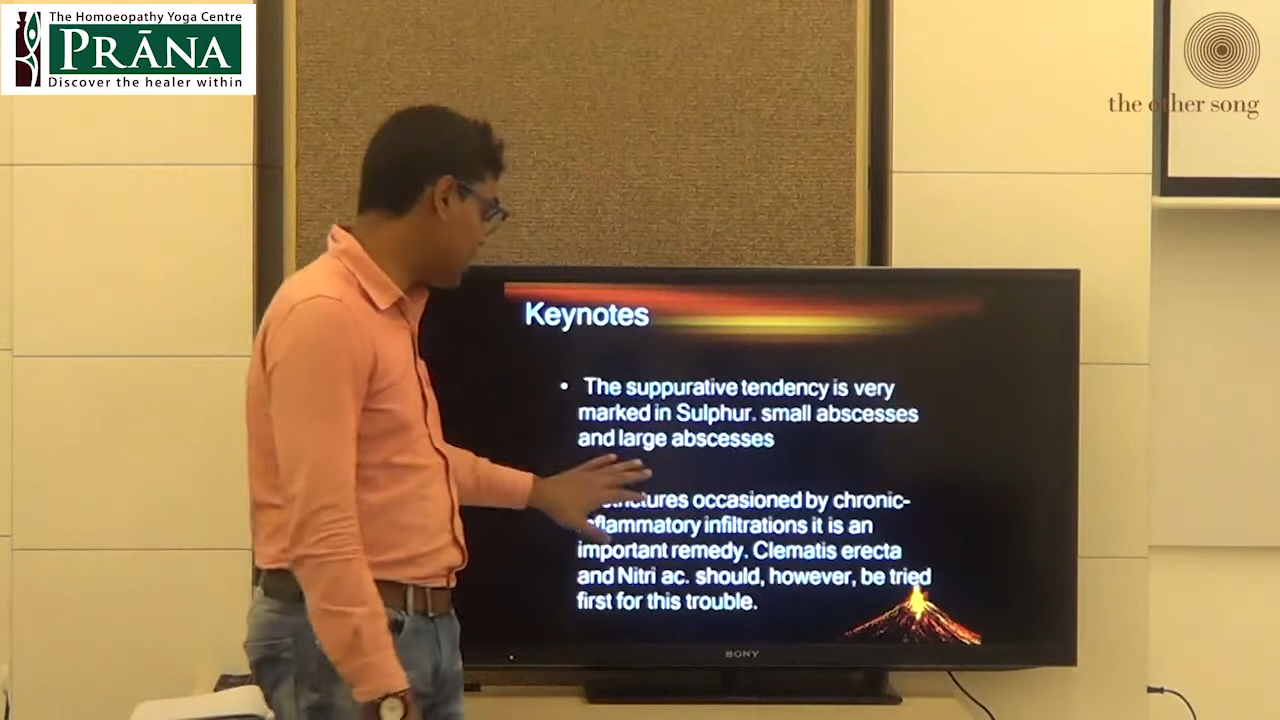 The Homoeopathy Yoga Centre
PRĀNA
Discover the healer within
the other song
Keynotes
• The suppurative tendency is very
marked in Sulphur. small abscesses
and large abscesses
occasioned by chronic-
inflammatory infiltrations it is an
important remedy. Clematis erecta
and Nitri ac. should, however, be tried
first for this trouble.
SONY